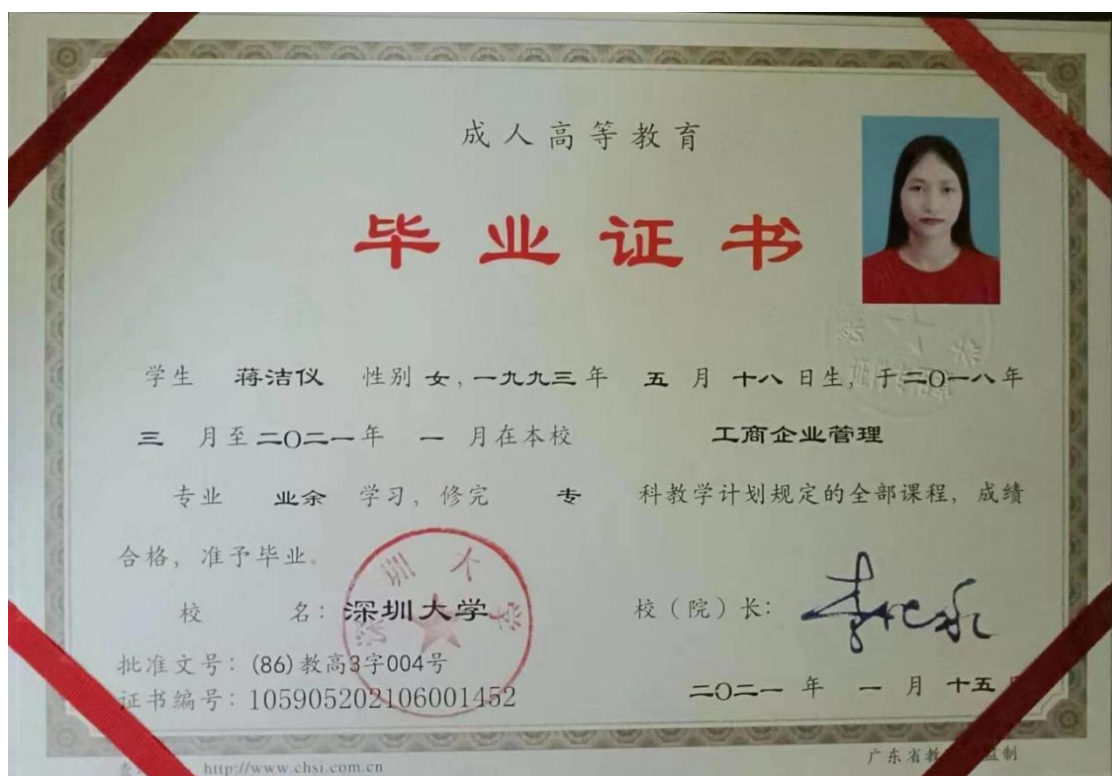 成人高等教育
毕业证书
学生 蒋洁仪 性别 女，一九九三年 五 月 十八 日生，于二〇一八年
三 月至二〇二一年 一 月在本校 工商企业管理
专业 业余 学习，修完 专 科教学计划规定的全部课程，成绩
合格，准予毕业。
校 名：深圳大学
深圳大学
校（院）长：
批准文号：(86)教高3字004号
证书编号：105905202106001452
二〇二一 年 一 月 十五
广东省教 监制
http://www.chsi.com.cn